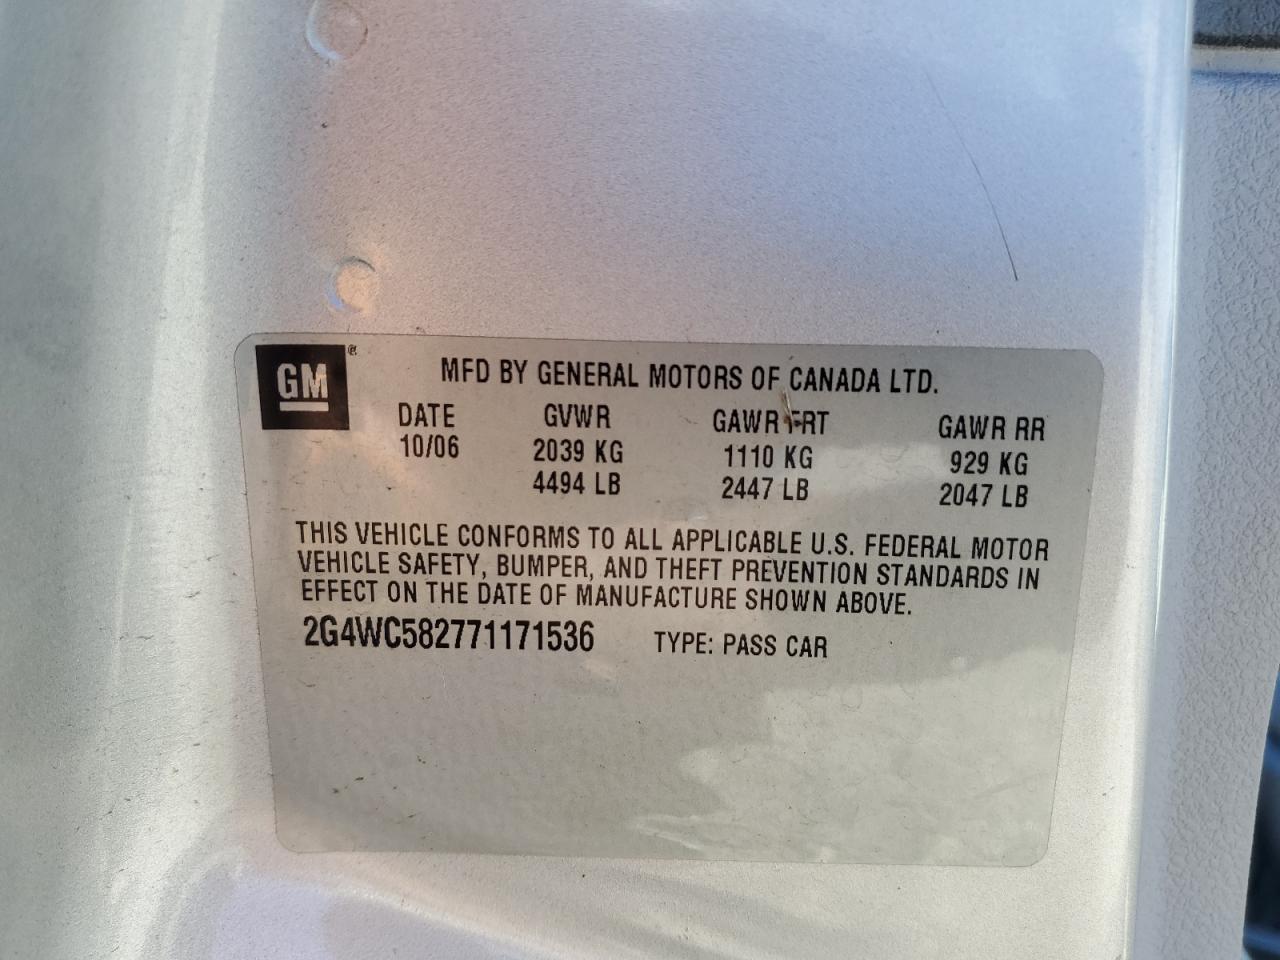 GM®
MFD BY GENERAL MOTORS OF CANADA LTD.
DATE GVWR GAWR FRT GAWR RR
10/06 2039 KG 1110 KG 929 KG
4494 LB 2447 LB 2047 LB
THIS VEHICLE CONFORMS TO ALL APPLICABLE U.S. FEDERAL MOTOR
VEHICLE SAFETY, BUMPER, AND THEFT PREVENTION STANDARDS IN
EFFECT ON THE DATE OF MANUFACTURE SHOWN ABOVE.
2G4WC582771171536 TYPE: PASS CAR